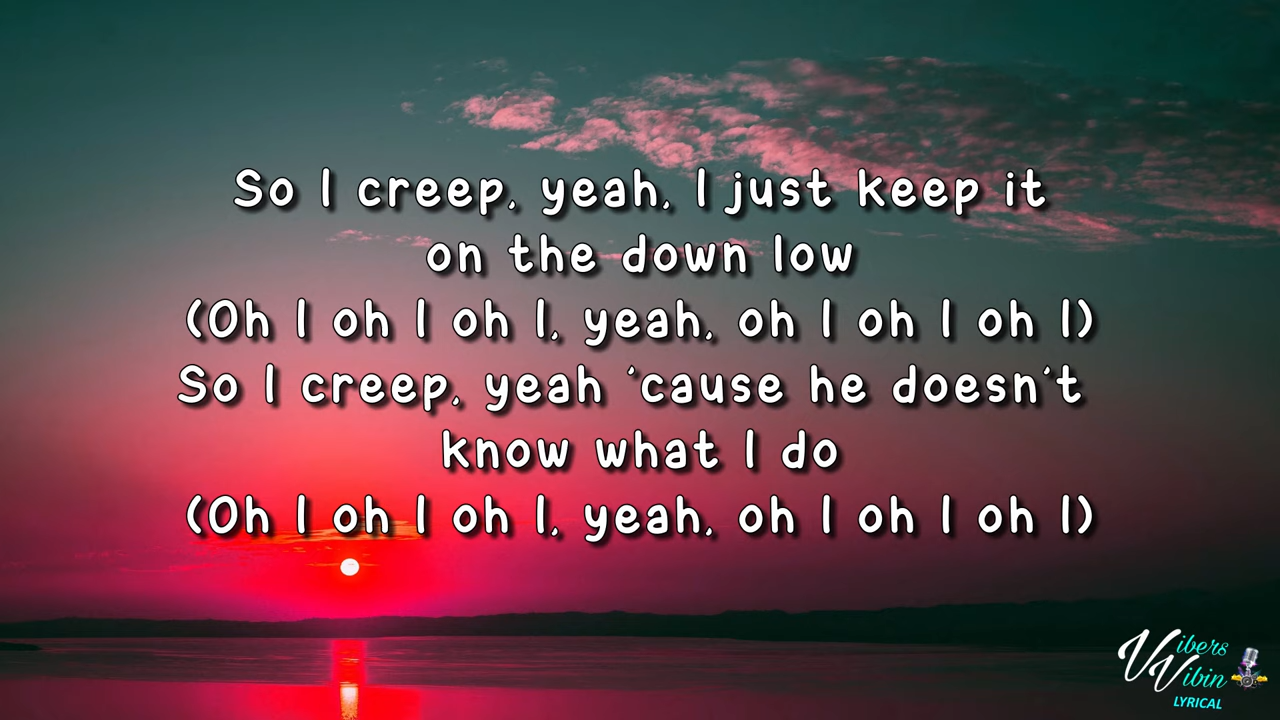 So I creep, yeah, I just keep it
on the down low
(Oh I oh I oh I, yeah, oh I oh I oh I)
So I creep, yeah 'cause he doesn't
know what I do
(Oh I oh I oh I, yeah, oh I oh I oh I)
Vibers
Vibin
LYRICAL